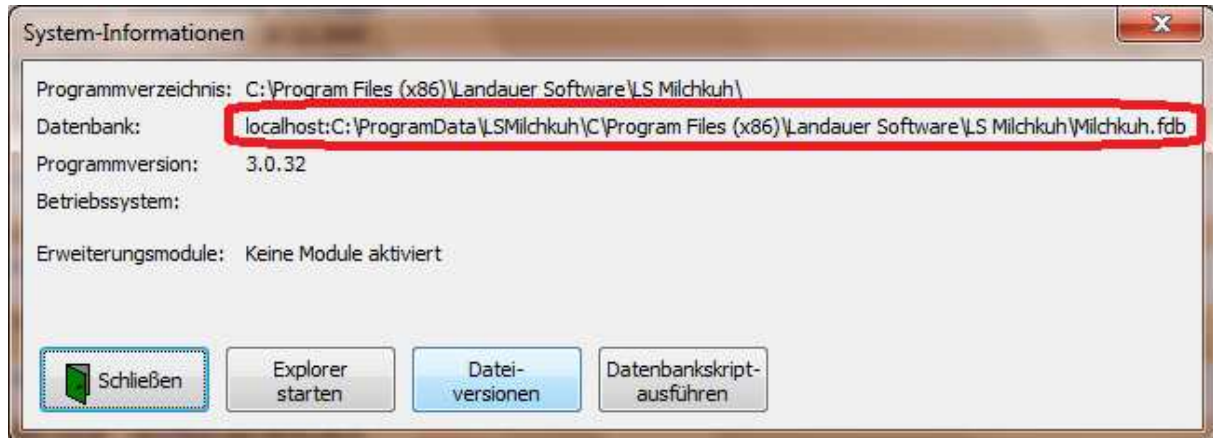 System-Informationen
Programmverzeichnis: C:\Program Files (x86)\Landauer Software\LS Milchkuh\
Datenbank: localhost:C:\ProgramData\LSMilchkuh\C\Program Files (x86)\Landauer Software\LS Milchkuh\Milchkuh.fdb
Programmversion: 3.0.32
Betriebssystem:
Erweiterungsmodule: Keine Module aktiviert
Schließen
Explorer
starten
Datei-
versionen
Datenbankskript-
ausführen